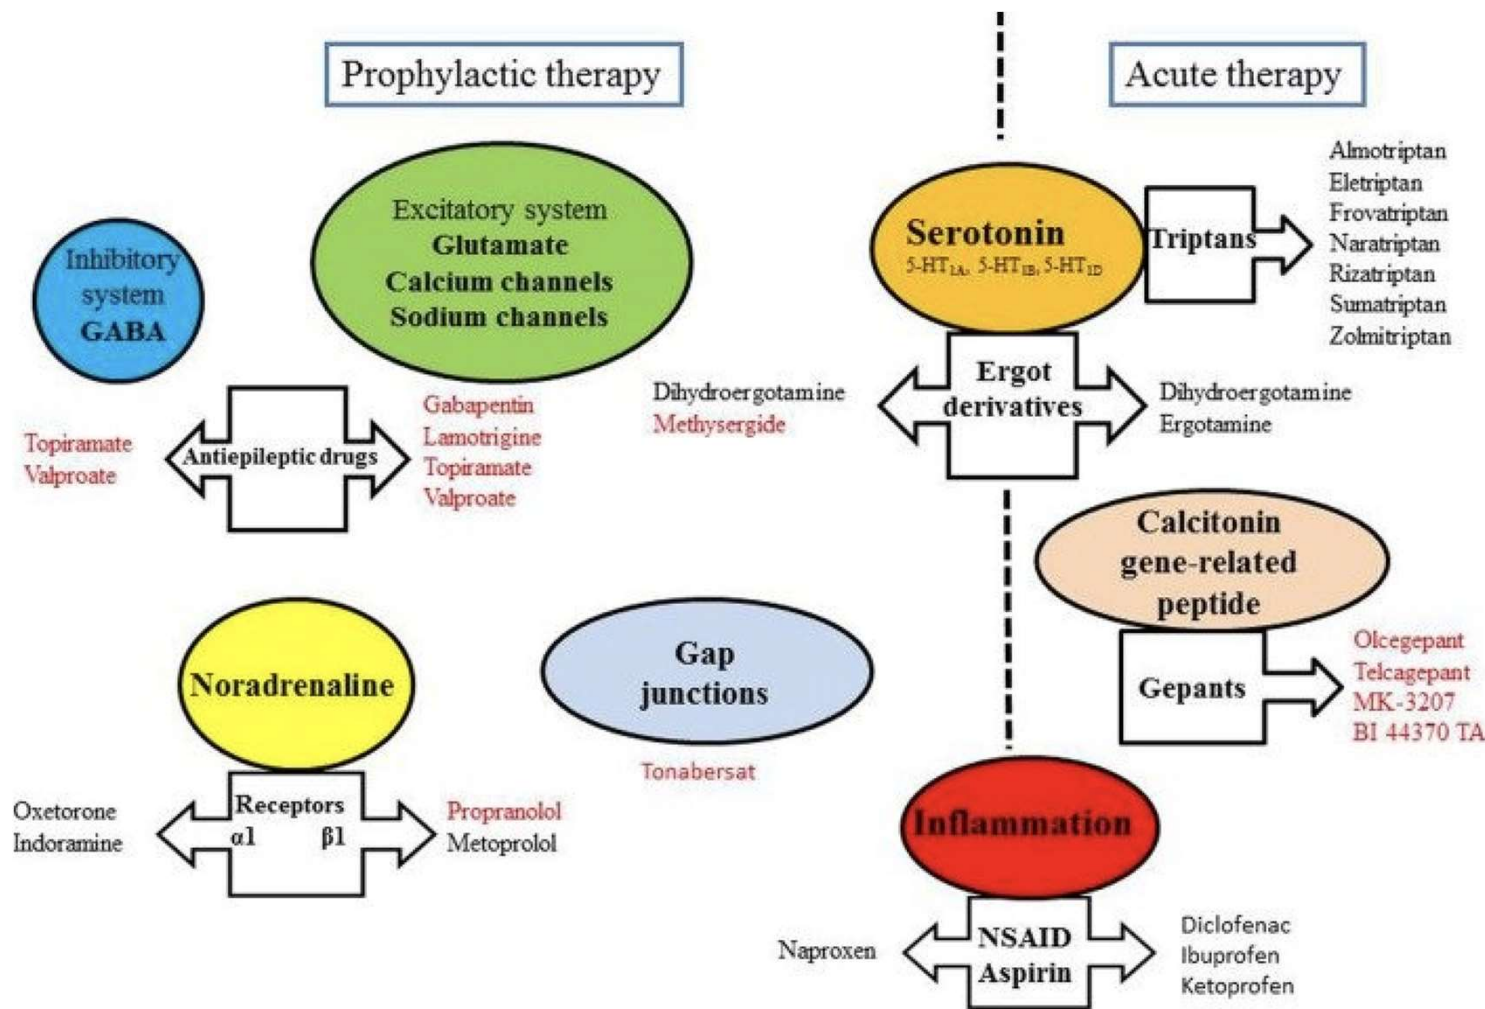 Prophylactic therapy
Acute therapy
Inhibitory
system
GABA
Excitatory system
Glutamate
Calcium channels
Sodium channels
Serotonin
5-HT1A, 5-HT1B, 5-HT1D
Triptans
Almotriptan
Eletriptan
Frovatriptan
Naratriptan
Rizatriptan
Sumatriptan
Zolmitriptan
Topiramate
Valproate
Antiepileptic drugs
Gabapentin
Lamotrigine
Topiramate
Valproate
Dihydroergotamine
Methysergide
Ergot
derivatives
Dihydroergotamine
Ergotamine
Calcitonin
gene-related
peptide
Gepants
Olcegepant
Telcagepant
MK-3207
BI 44370 TA
Noradrenaline
Receptors
α1 β1
Oxetorone
Indoramine
Propranolol
Metoprolol
Gap
junctions
Tonabersat
Inflammation
NSAID
Aspirin
Naproxen
Diclofenac
Ibuprofen
Ketoprofen